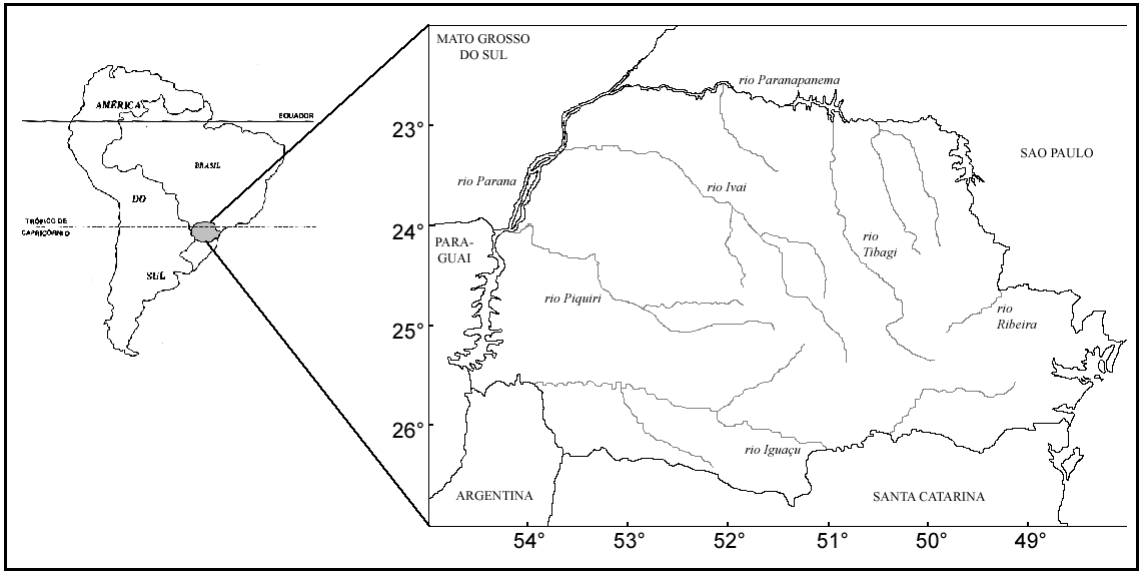 AMÉRICA
EQUADOR
BRASIL
DO
TRÓPICO DE
CAPRICÓRNIO
SUL
MATO GROSSO
DO SUL
rio Paranapanema
23°
SAO PAULO
rio Parana
rio Ivai
24°
PARA-
GUAI
rio
Tibagi
rio Piquiri
rio
Ribeira
25°
26°
rio Iguaçu
ARGENTINA
SANTA CATARINA
54°
53°
52°
51°
50°
49°